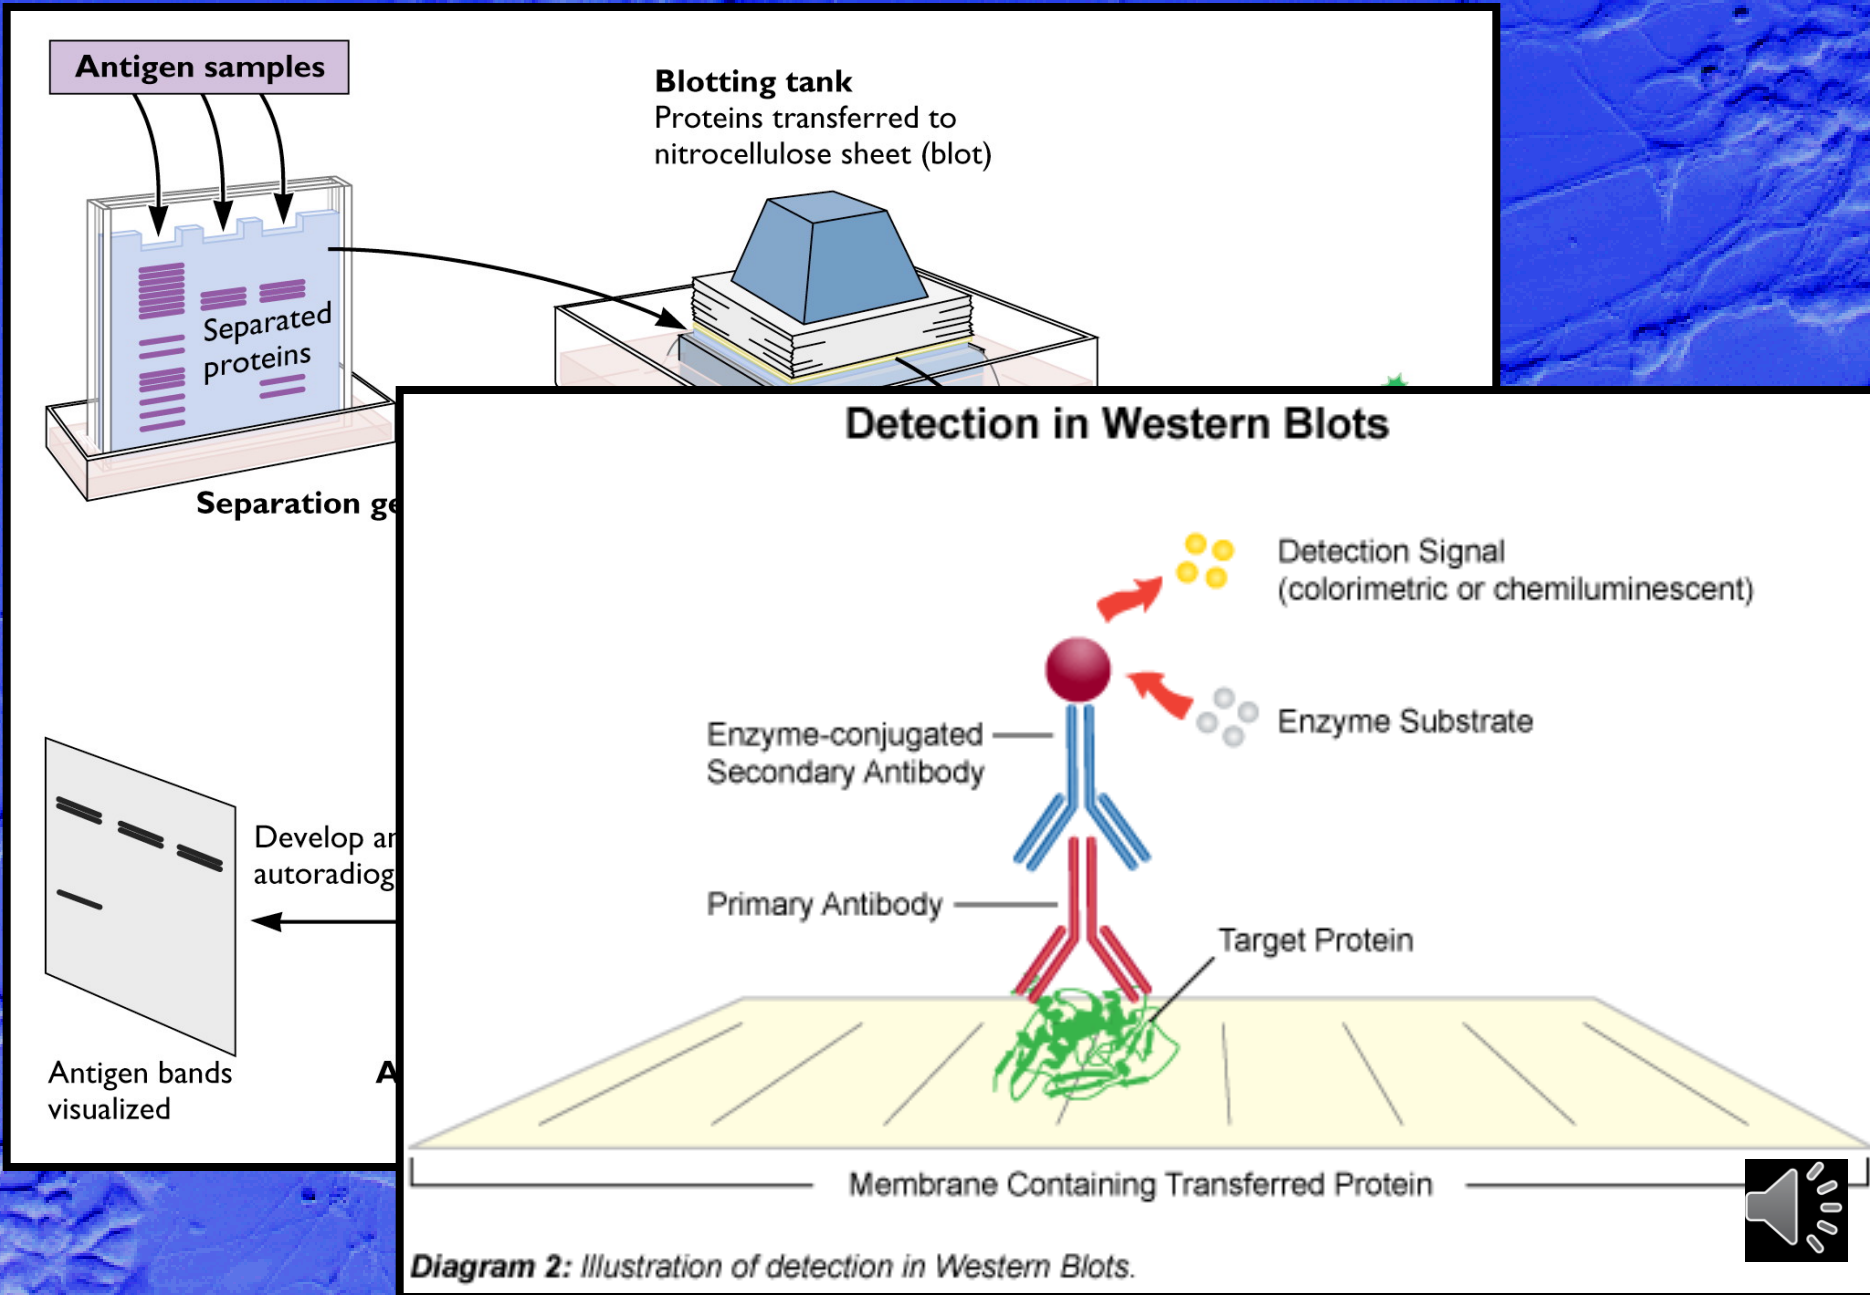 Antigen samples
Blotting tank
Proteins transferred to
nitrocellulose sheet (blot)
Separated
proteins
Separation
Develop
Antigen bands
visualized
Detection in Western Blots
Detection Signal
(colorimetric or chemiluminescent)
Enzyme Substrate
Enzyme-conjugated
Secondary Antibody
Primary Antibody
Target Protein
Membrane Containing Transferred Protein
Diagram 2: Illustration of detection in Western Blots.